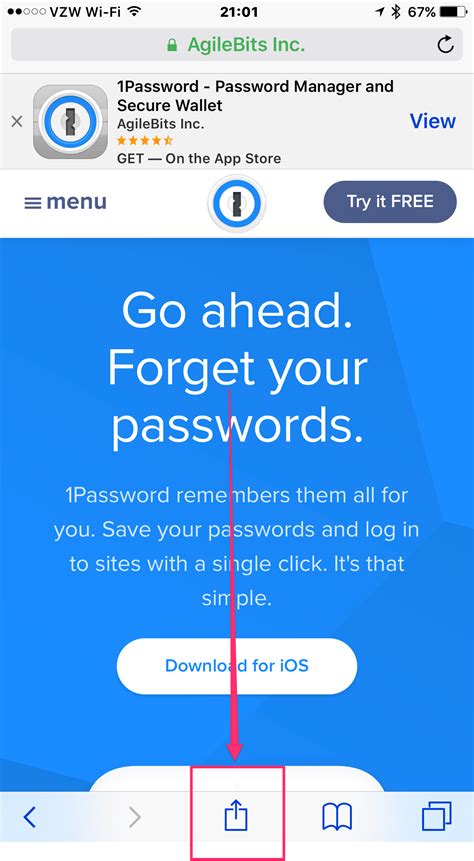 VZW Wi-Fi 21:01 67%
AgileBits Inc.
1Password - Password Manager and
Secure Wallet
AgileBits Inc.
GET — On the App Store
View
menu
Try it FREE
Go ahead.
Forget your
passwords.
1Password remembers them all for
you. Save your passwords and log in
to sites with a single click. It's that
simple.
Download for iOS